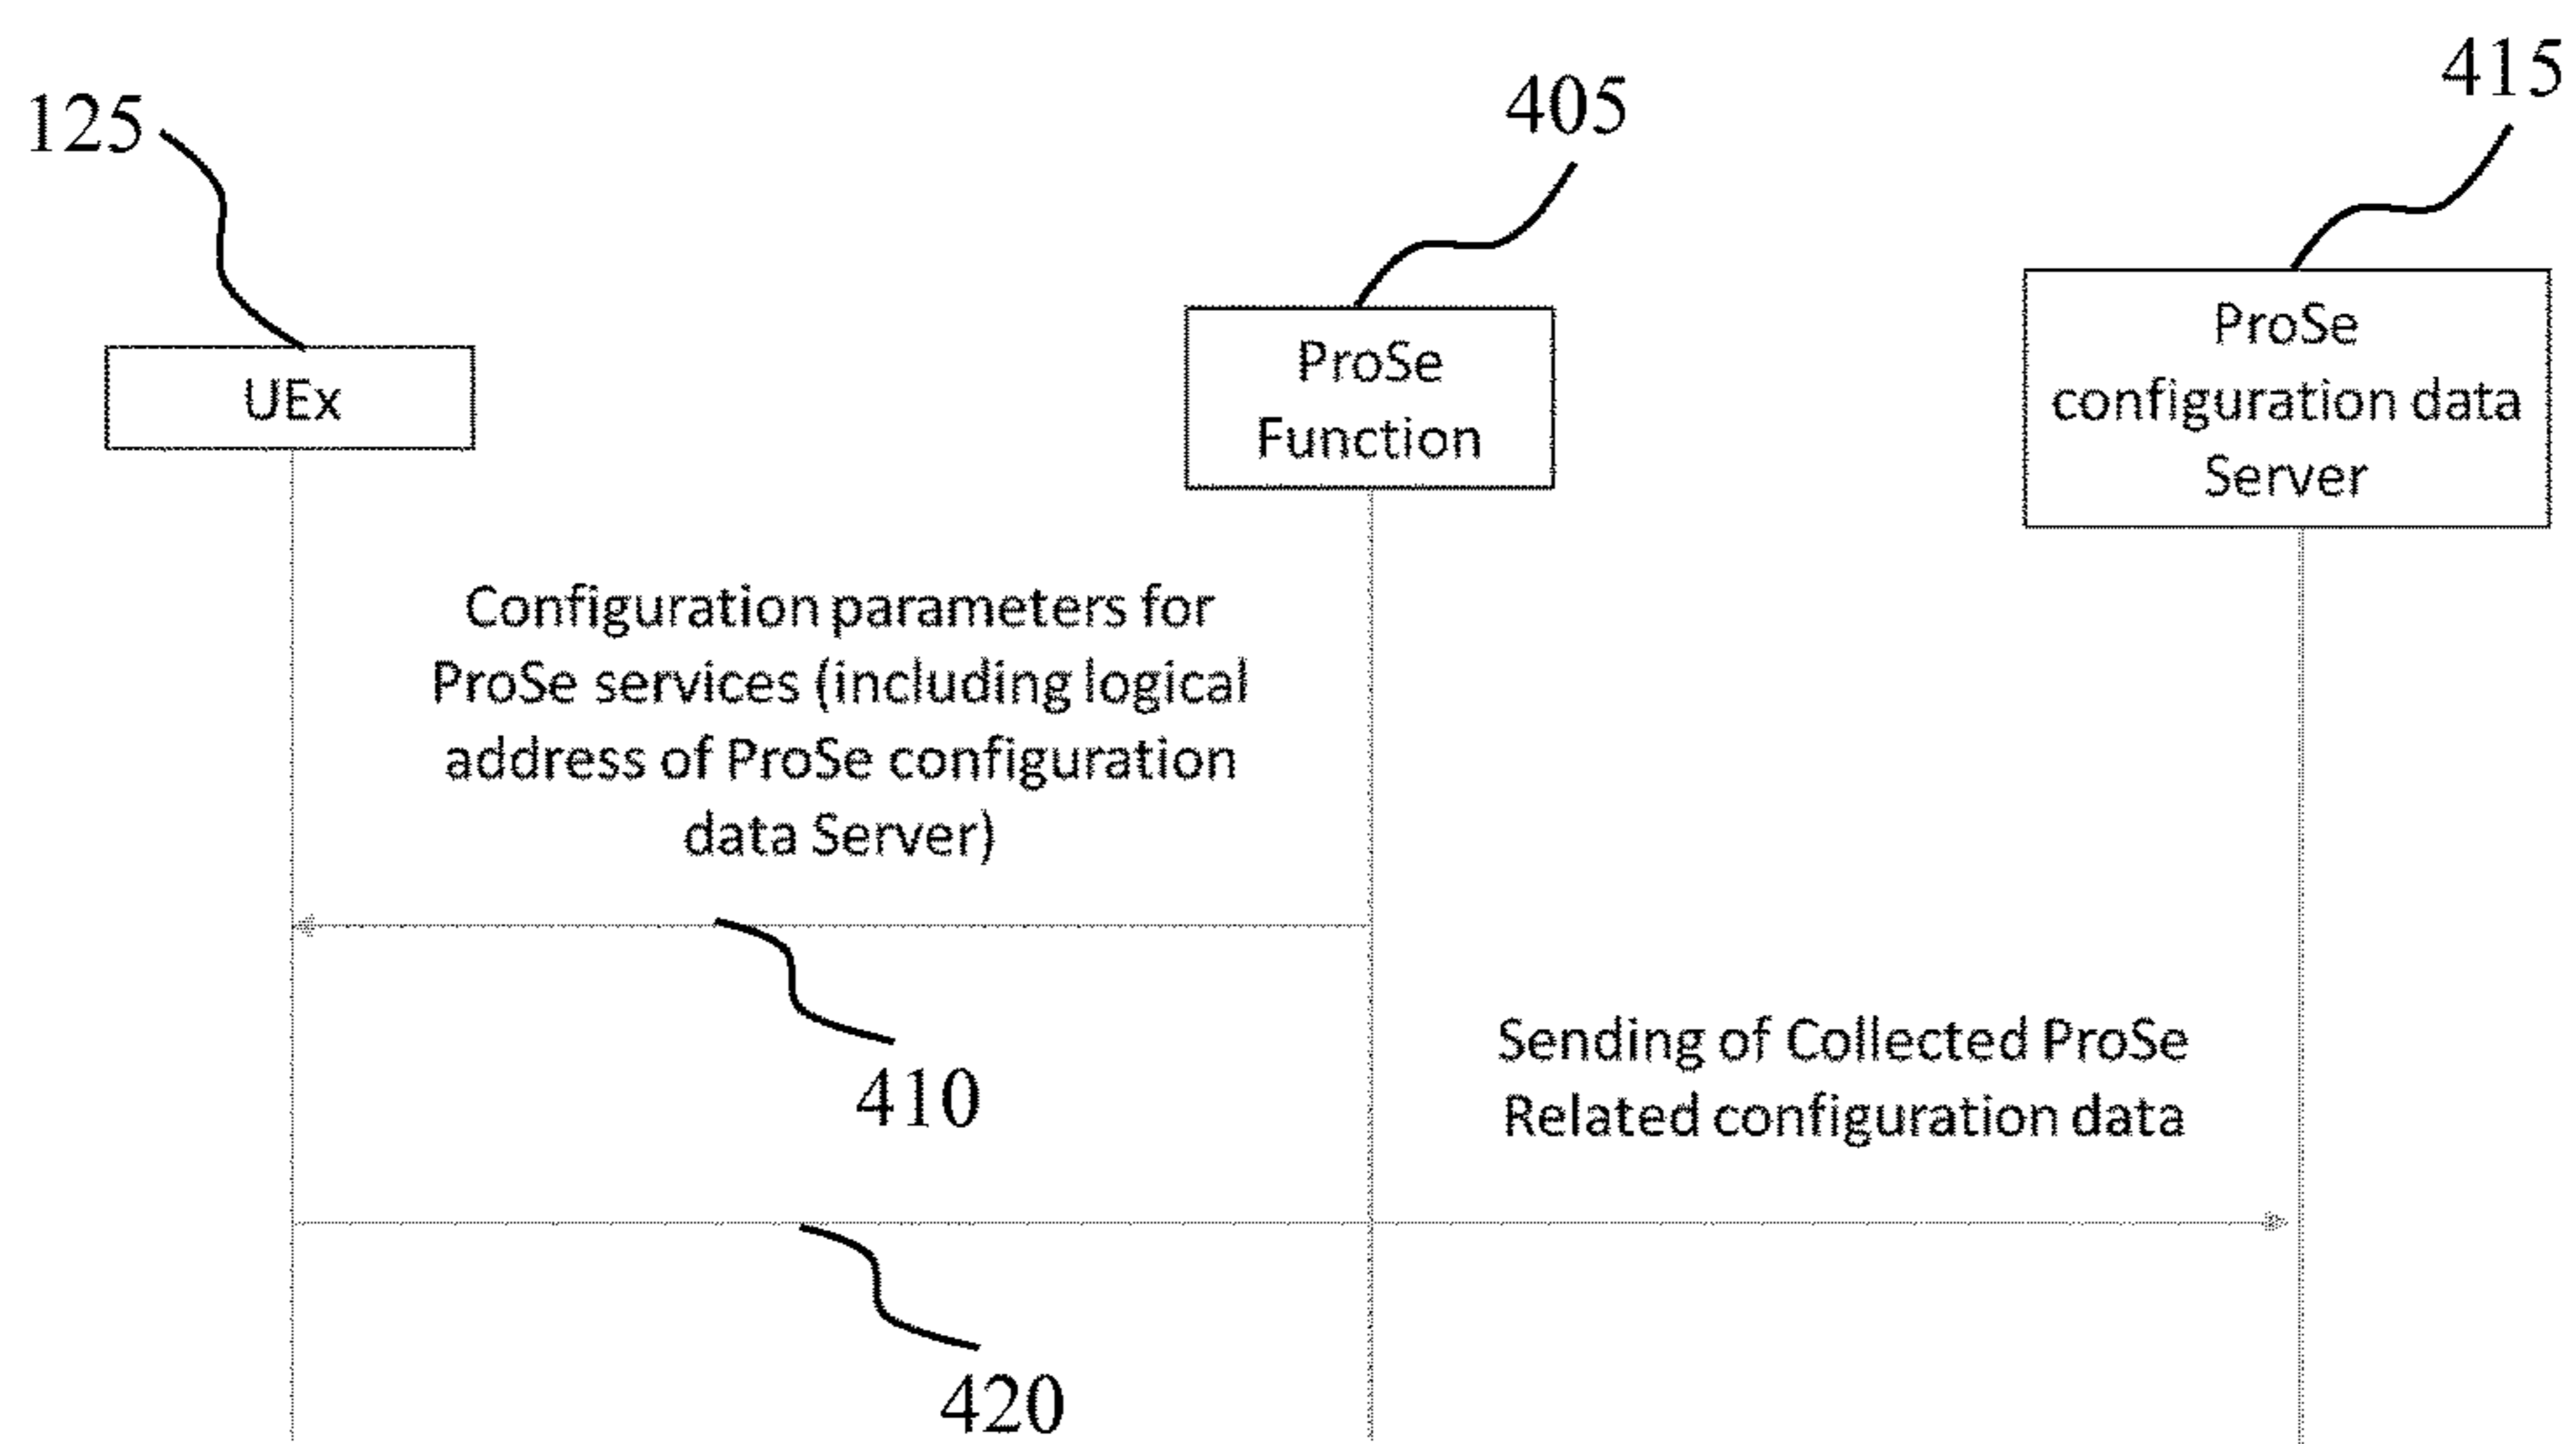 125
405
415
UEx
ProSe
Function
ProSe
configuration data
Server
Configuration parameters for
ProSe services (including logical
address of ProSe configuration
data Server)
410
Sending of Collected ProSe
Related configuration data
420